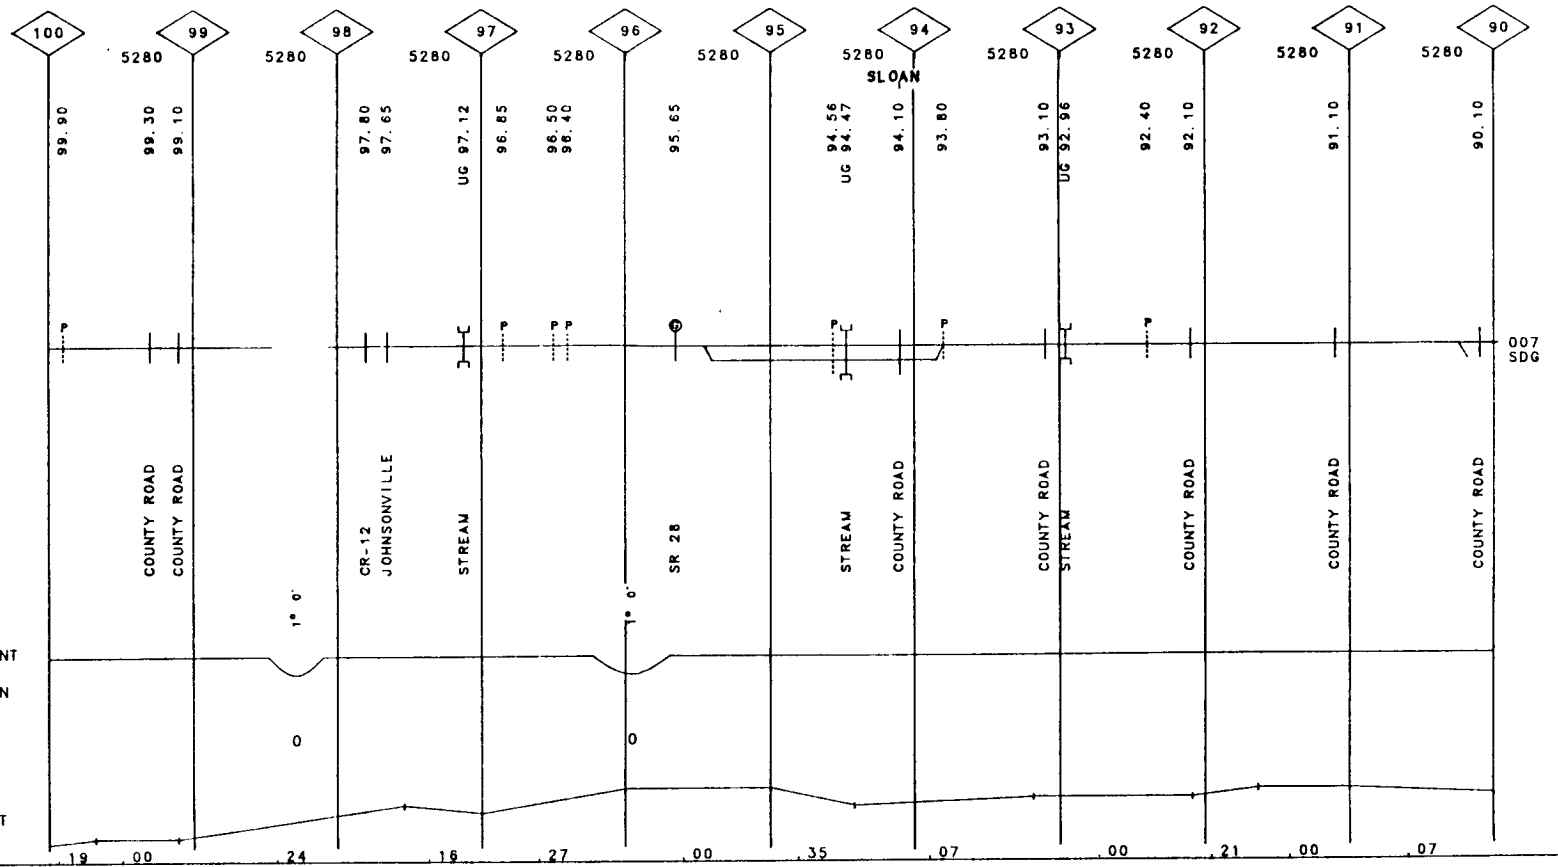 100 99 98 97 96 95 94 93 92 91 90
5280 5280 5280 5280 5280 5280 5280 5280 5280 5280
SLOAN
99.90
99.30
99.10
97.80
97.65
UG 97.12
96.85
96.50
96.40
95.65
94.56
UG 94.47
94.10
93.80
93.10
UG 92.96
92.40
92.10
91.10
90.10
P P P P G P P P
007
SDG
COUNTY ROAD
COUNTY ROAD
CR-12
JOHNSONVILLE
STREAM
SR 28
STREAM
COUNTY ROAD
COUNTY ROAD
STREAM
COUNTY ROAD
COUNTY ROAD
COUNTY ROAD
1° 0'
1° 0'
NT
N
0 0
T
.19 .00 .24 .16 .27 .00 .35 .07 .00 .21 .00 .07